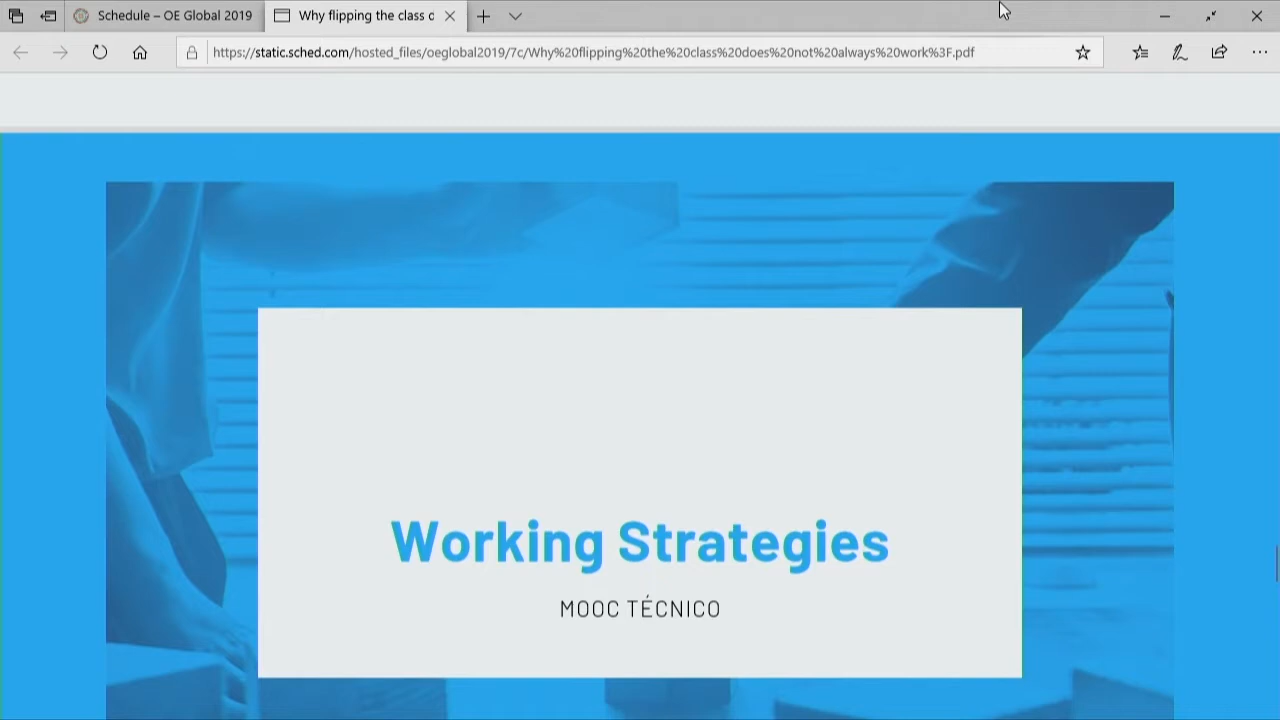 Schedule – OE Global 2019
Why flipping the class d
https://static.sched.com/hosted_files/oeglobal2019/7c/Why%20flipping%20the%20class%20does%20not%20always%20work%3F.pdf
Working Strategies
MOOC TÉCNICO